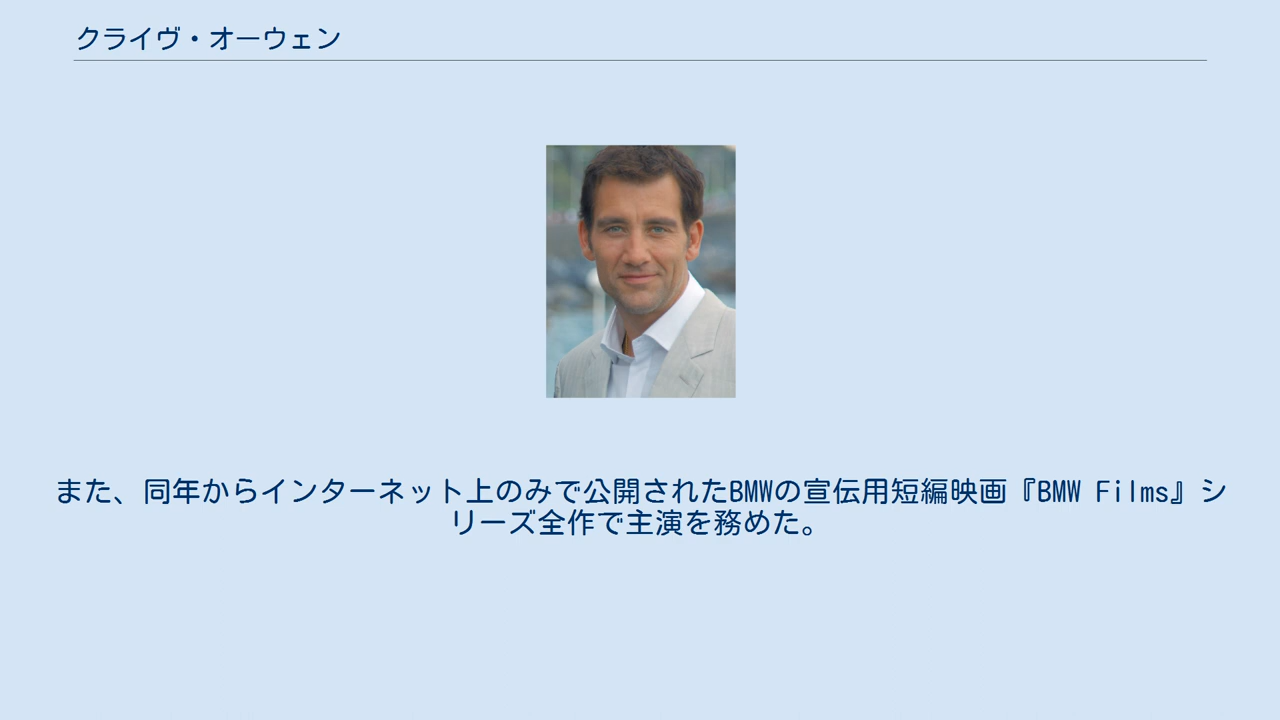 クライヴ・オーウェン
また、同年からインターネット上のみで公開されたBMWの宣伝用短編映画『BMW Films』シ
リーズ全作で主演を務めた。